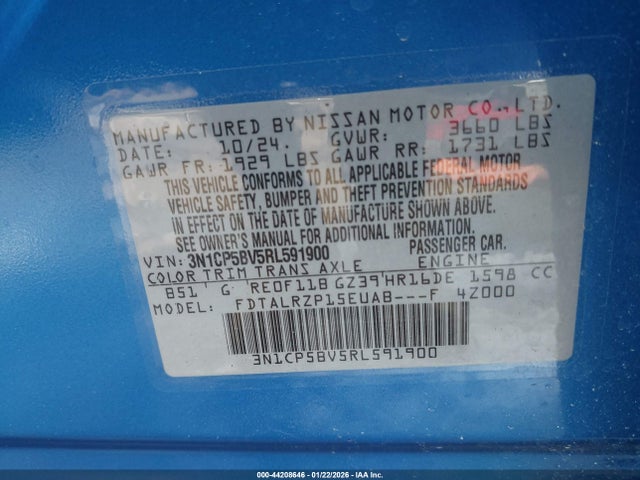 MANUFACTURED BY NISSAN MOTOR CO., LTD.
DATE: 10/24. GVWR: 3660 LBS
GAWR FR: 1929 LBS GAWR RR: 1731 LBS
THIS VEHICLE CONFORMS TO ALL APPLICABLE FEDERAL MOTOR
VEHICLE SAFETY, BUMPER AND THEFT PREVENTION STANDARDS
IN EFFECT ON THE DATE OF MANUFACTURE SHOWN ABOVE.
SEE OWNER'S MANUAL FOR ADDITIONAL INFORMATION.
VIN: 3N1CP5BV5RL591900 PASSENGER CAR.
COLOR TRIM TRANS AXLE ENGINE
B51' G 'RE0F11B GZ39'HR16DE 1598 CC
MODEL: FDTALRZP15EUAB---F 4Z000
3N1CP5BV5RL591900
000-44208646 01/22/2026 Copart, IAA, Inc.